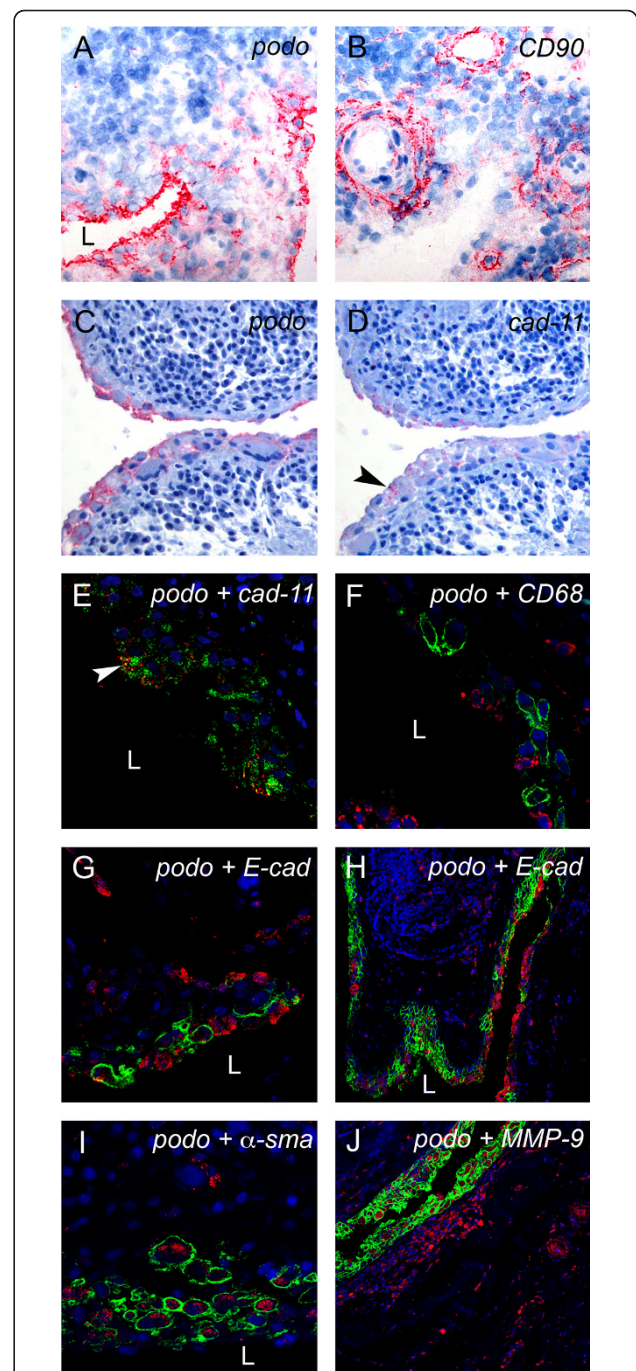 A podo
B CD90
L
C podo
D cad-11
E podo + cad-11
F podo + CD68
L
L
G podo + E-cad
H podo + E-cad
L
L
I podo + α-sma
J podo + MMP-9
L